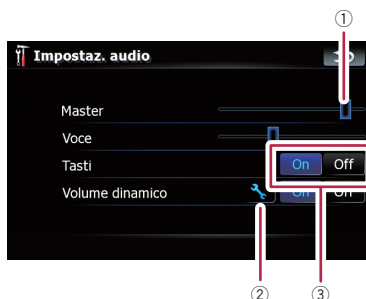 ①
Impostaz. audio
Master
Voce
Tasti On Off
Volume dinamico On Off
② ③